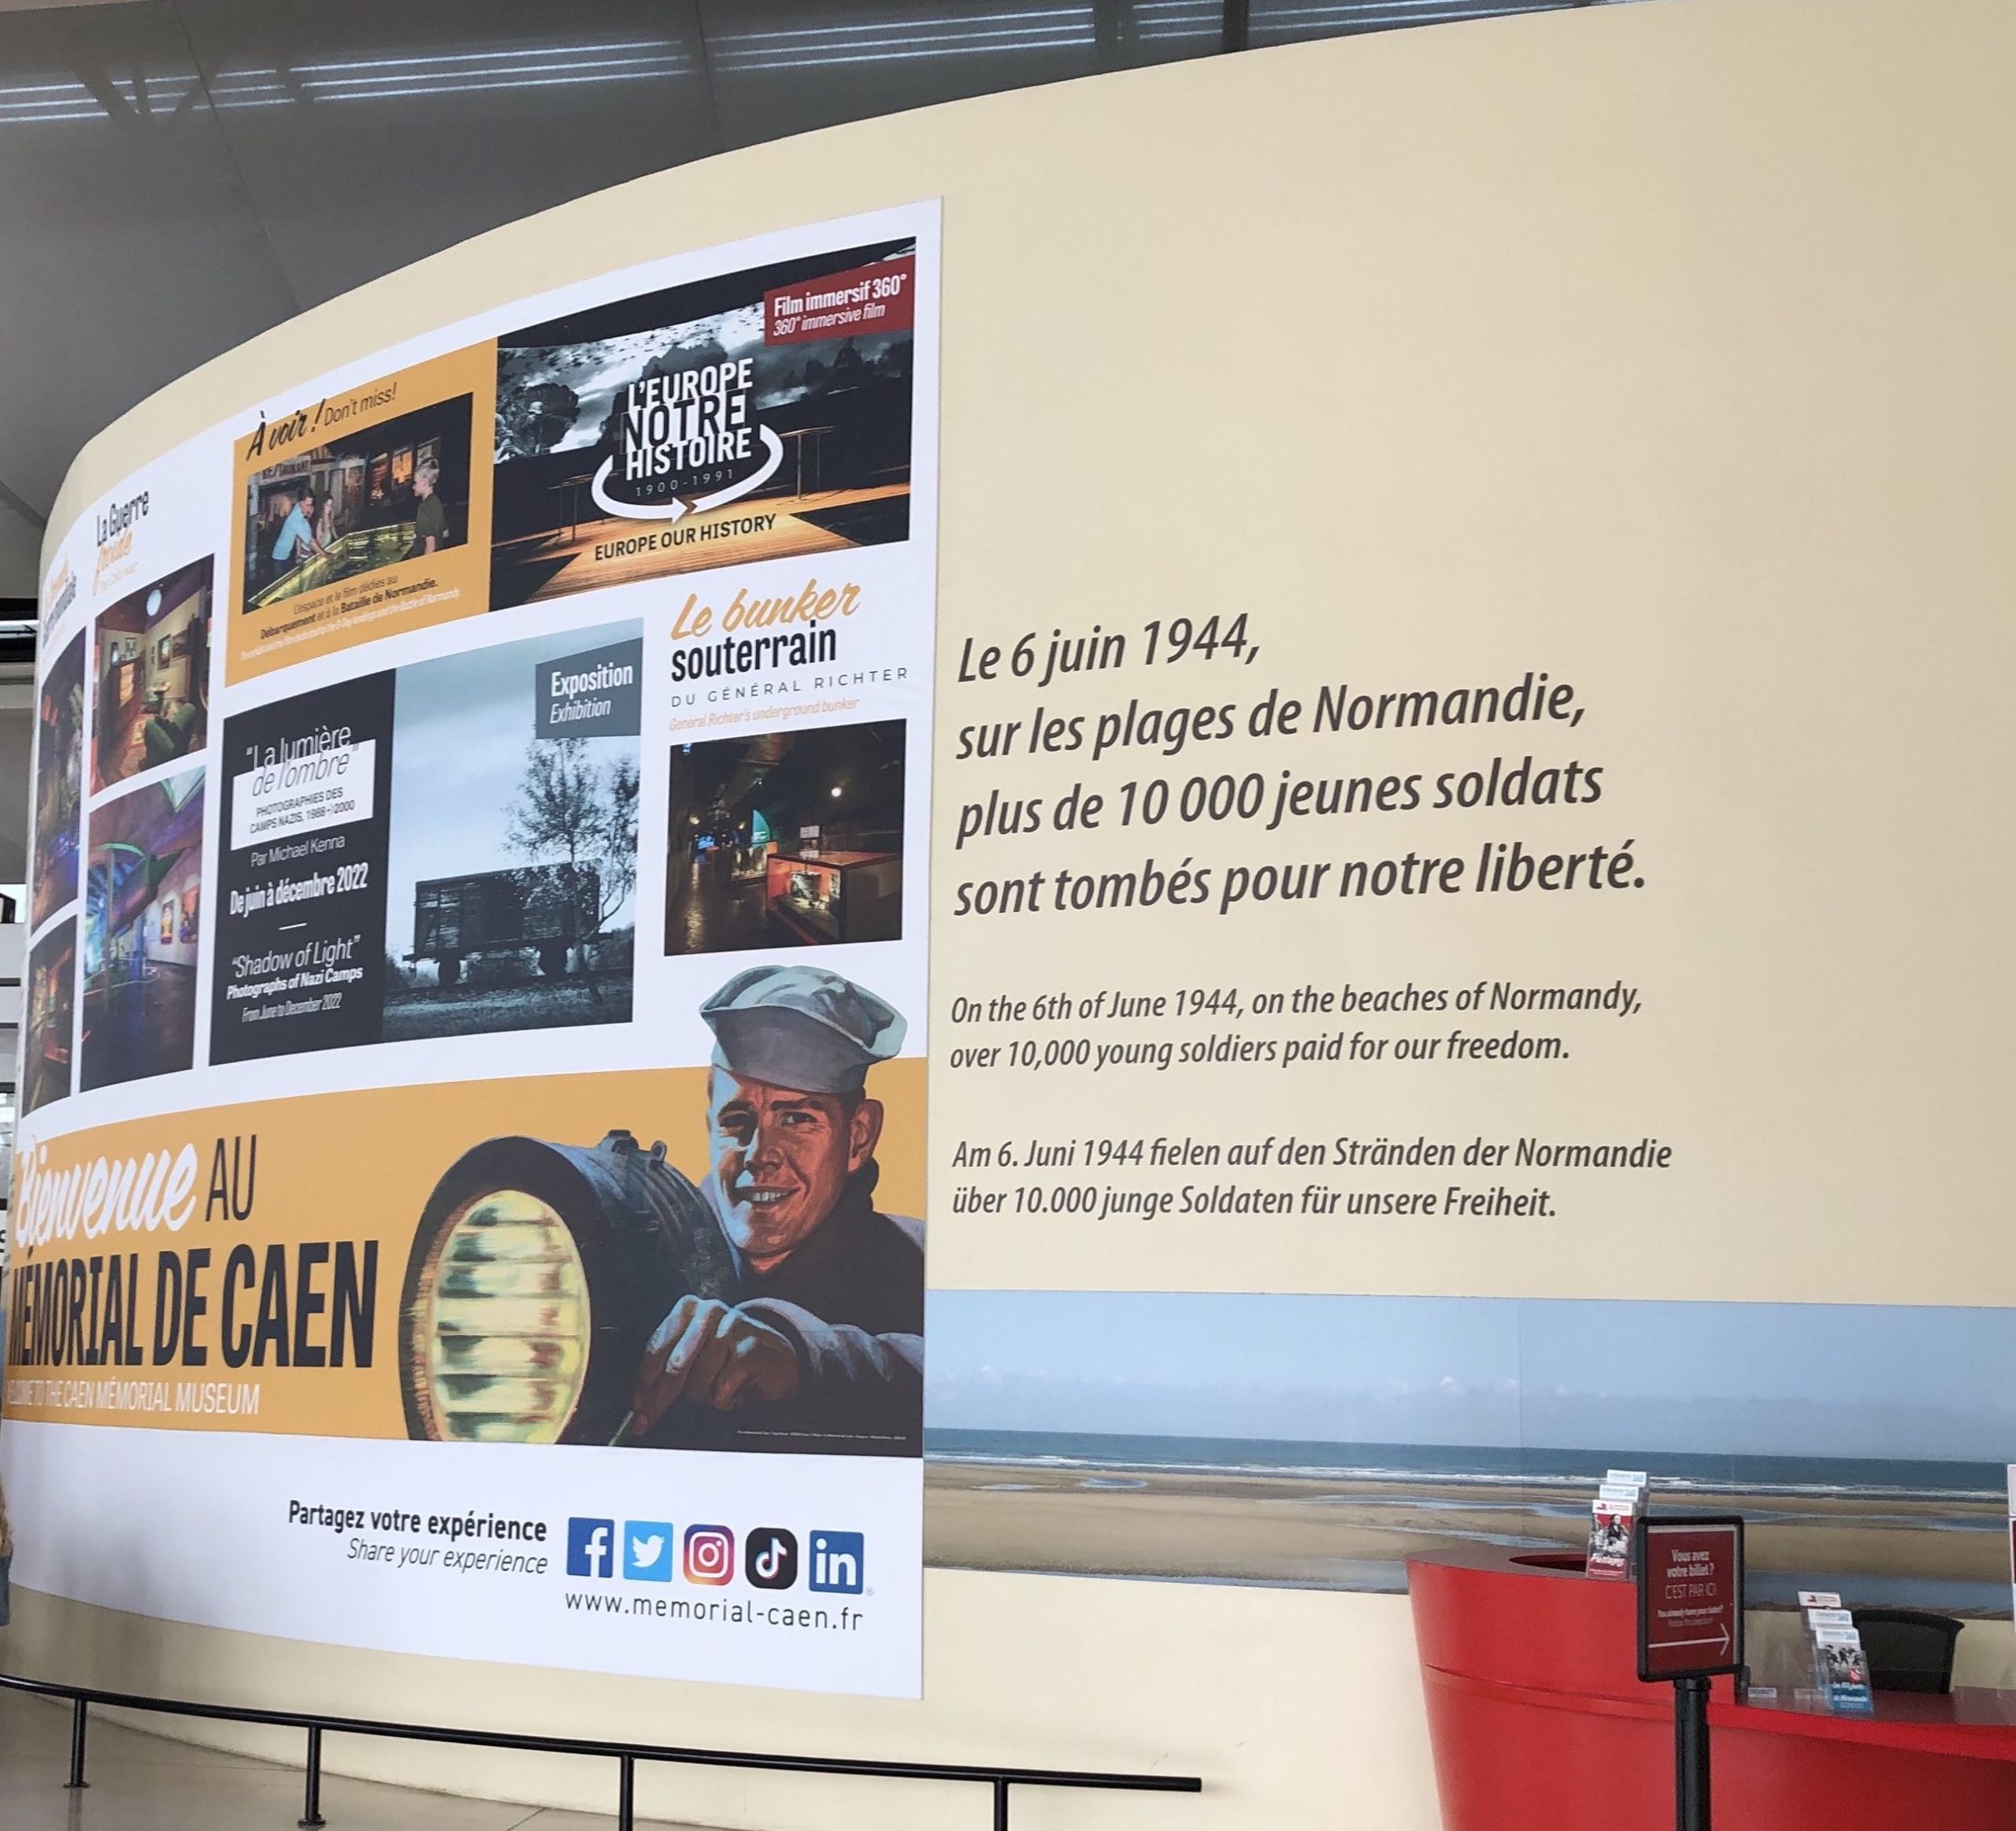 Film immersif 360°
360° immersive film
L'EUROPE
NOTRE
HISTOIRE
1900-1991
EUROPE OUR HISTORY
À voir ! Don't miss!
RESTAURANT
L'espace et le film dédiés au
Débarquement et à la Bataille de Normandie.
La Guerre
froide
The Cold War
Le bunker
souterrain
DU GÉNÉRAL RICHTER
General Richter's underground bunker
Exposition
Exhibition
"La lumière
de l'ombre"
PHOTOGRAPHIES DES
CAMPS NAZIS, 1988->2000
Par Michael Kenna
De juin à décembre 2022
"Shadow of Light"
Photographs of Nazi Camps
From June to December 2022
Bienvenue AU
MÉMORIAL DE CAEN
TO THE CAEN MÉMORIAL MUSEUM
Partagez votre expérience
Share your experience
www.memorial-caen.fr
Le 6 juin 1944,
sur les plages de Normandie,
plus de 10 000 jeunes soldats
sont tombés pour notre liberté.
On the 6th of June 1944, on the beaches of Normandy,
over 10,000 young soldiers paid for our freedom.
Am 6. Juni 1944 fielen auf den Stränden der Normandie
über 10.000 junge Soldaten für unsere Freiheit.
Vous avez
votre billet ?
C'EST PAR ICI